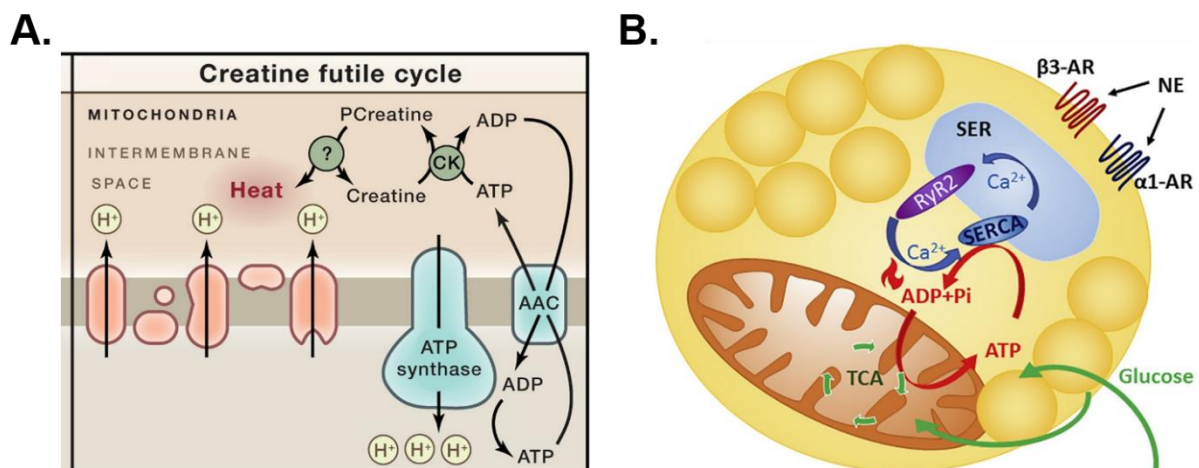 A.
Creatine futile cycle
MITOCHONDRIA
INTERMEMBRANE
SPACE
PCreatine
ADP
?
CK
Heat
Creatine
ATP
H⁺
H⁺
H⁺
AAC
ATP
synthase
ADP
H⁺ H⁺ H⁺
ATP
B.
β3-AR
NE
SER
α1-AR
Ca²⁺
RyR2
SERCA
Ca²⁺
ADP+Pi
ATP
TCA
Glucose